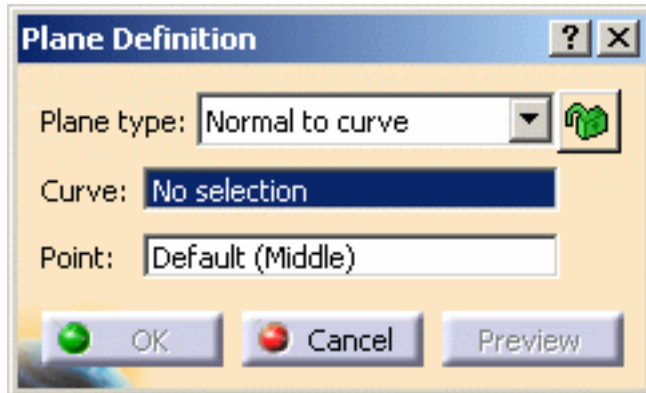 Plane Definition ? X
Plane type: Normal to curve
Curve: No selection
Point: Default (Middle)
OK Cancel Preview